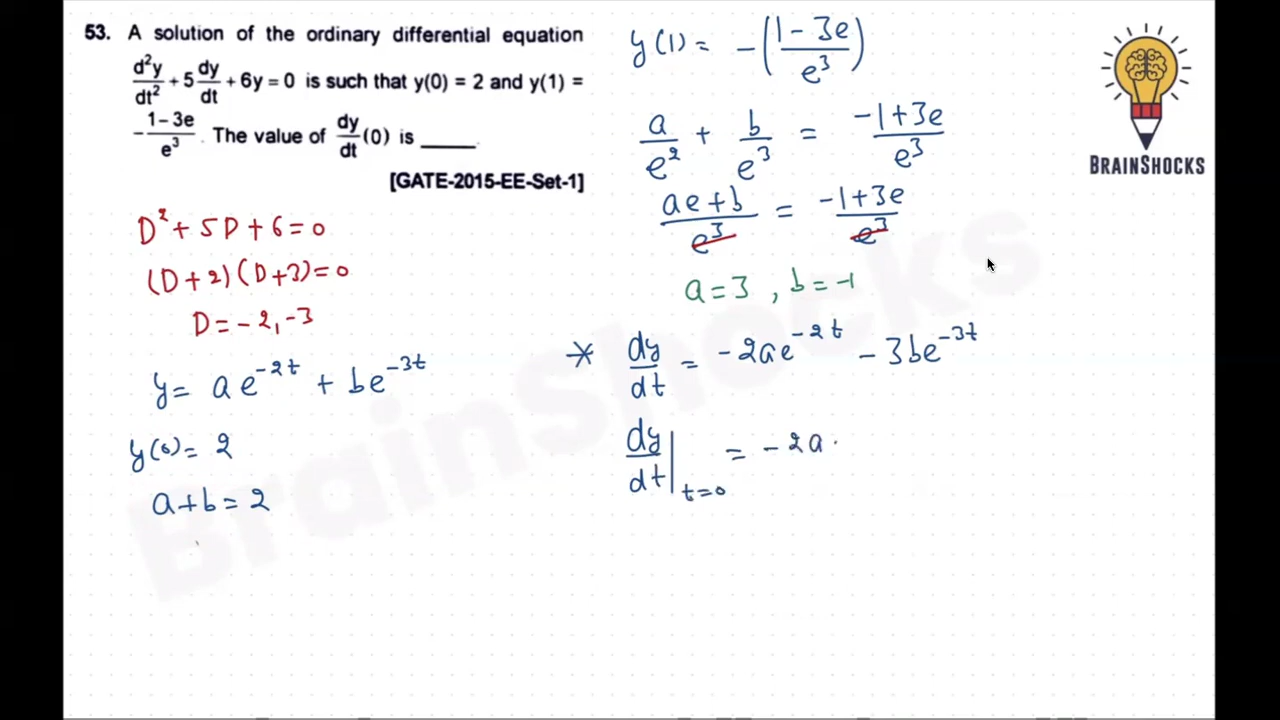 53. A solution of the ordinary differential equation
d²y/dt² + 5 dy/dt + 6y = 0 is such that y(0) = 2 and y(1) =
- 1 - 3e/e³. The value of dy/dt (0) is _____
[GATE-2015-EE-Set-1]
D² + 5D + 6 = 0
(D + 2) (D + 3) = 0
D = - 2, - 3
y = ae^-2t + be^-3t
y(0) = 2
a + b = 2
y(1) = - (1 - 3e/e³)
a/e² + b/e³ = -1 + 3e/e³
ae + b/e³ = -1 + 3e/e³
a = 3 , b = -1
* dy/dt = - 2ae^-2t - 3be^-3t
dy/dt|t=0 = - 2a
BRAINSHOCKS
BrainShocks